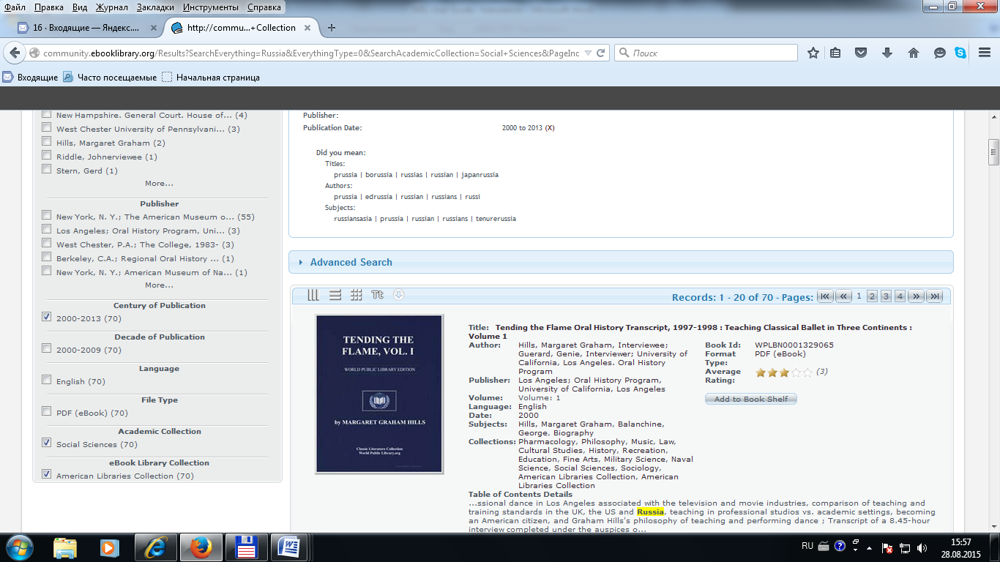 Файл Правка Вид Журнал Закладки Инструменты Справка
16 · Входящие — Яндекс....
http://commu...+Collection
community.ebooklibrary.org/Results?SearchEverything=Russia&EverythingType=0&SearchAcademicCollection=Social+Sciences&PageInc
Поиск
Входящие Часто посещаемые Начальная страница
New Hampshire. General Court. House of... (4)
West Chester University of Pennsylvani... (3)
Hills, Margaret Graham (2)
Riddle, Johnerviewee (1)
Stern, Gerd (1)
More...
Publisher
New York, N. Y.; The American Museum o... (55)
Los Angeles; Oral History Program, Uni... (3)
West Chester, P.A.; The College, 1983- (3)
Berkeley, C.A.; Regional Oral History ... (1)
New York, N. Y.; American Museum of Na... (1)
More...
Century of Publication
2000-2013 (70)
Decade of Publication
2000-2009 (70)
Language
English (70)
File Type
PDF (eBook) (70)
Academic Collection
Social Sciences (70)
eBook Library Collection
American Libraries Collection (70)
Publisher:
Publication Date: 2000 to 2013 (X)
Did you mean:
Titles:
prussia | borussia | russias | russian | japanrussia
Authors:
prussia | edrussia | russian | russians | russi
Subjects:
russiansasia | prussia | russian | russians | tenurerussia
Advanced Search
Tt
Records: 1 - 20 of 70 - Pages: 1 2 3 4
TENDING THE
FLAME, VOL. I
WORLD PUBLIC LIBRARY EDITION
by MARGARET GRAHAM HILLS
Classic Literature Collection
World Public Library.org
Title: Tending the Flame Oral History Transcript, 1997-1998 : Teaching Classical Ballet in Three Continents :
Volume 1
Author: Hills, Margaret Graham, Interviewee;
Guerard, Genie, Interviewer; University of
California, Los Angeles. Oral History
Program
Publisher: Los Angeles; Oral History Program,
University of California, Los Angeles
Volume: Volume: 1
Language: English
Date: 2000
Subjects: Hills, Margaret Graham, Balanchine,
George, Biography
Collections: Pharmacology, Philosophy, Music, Law,
Cultural Studies, History, Recreation,
Education, Fine Arts, Military Science, Naval
Science, Social Sciences, Sociology,
American Libraries Collection, American
Libraries Collection
Book Id: WPLBN0001329065
Format PDF (eBook)
Type:
Average (3)
Rating:
Add to Book Shelf
Table of Contents Details
...ssional dance in Los Angeles associated with the television and movie industries, comparison of teaching and
training standards in the UK, the US and Russia, teaching in professional studios vs. academic settings, becoming
an American citizen, and Graham Hills's philosophy of teaching and performing dance ; Transcript of a 8.45-hour
interview completed under the auspices o...
RU
15:57
28.08.2015